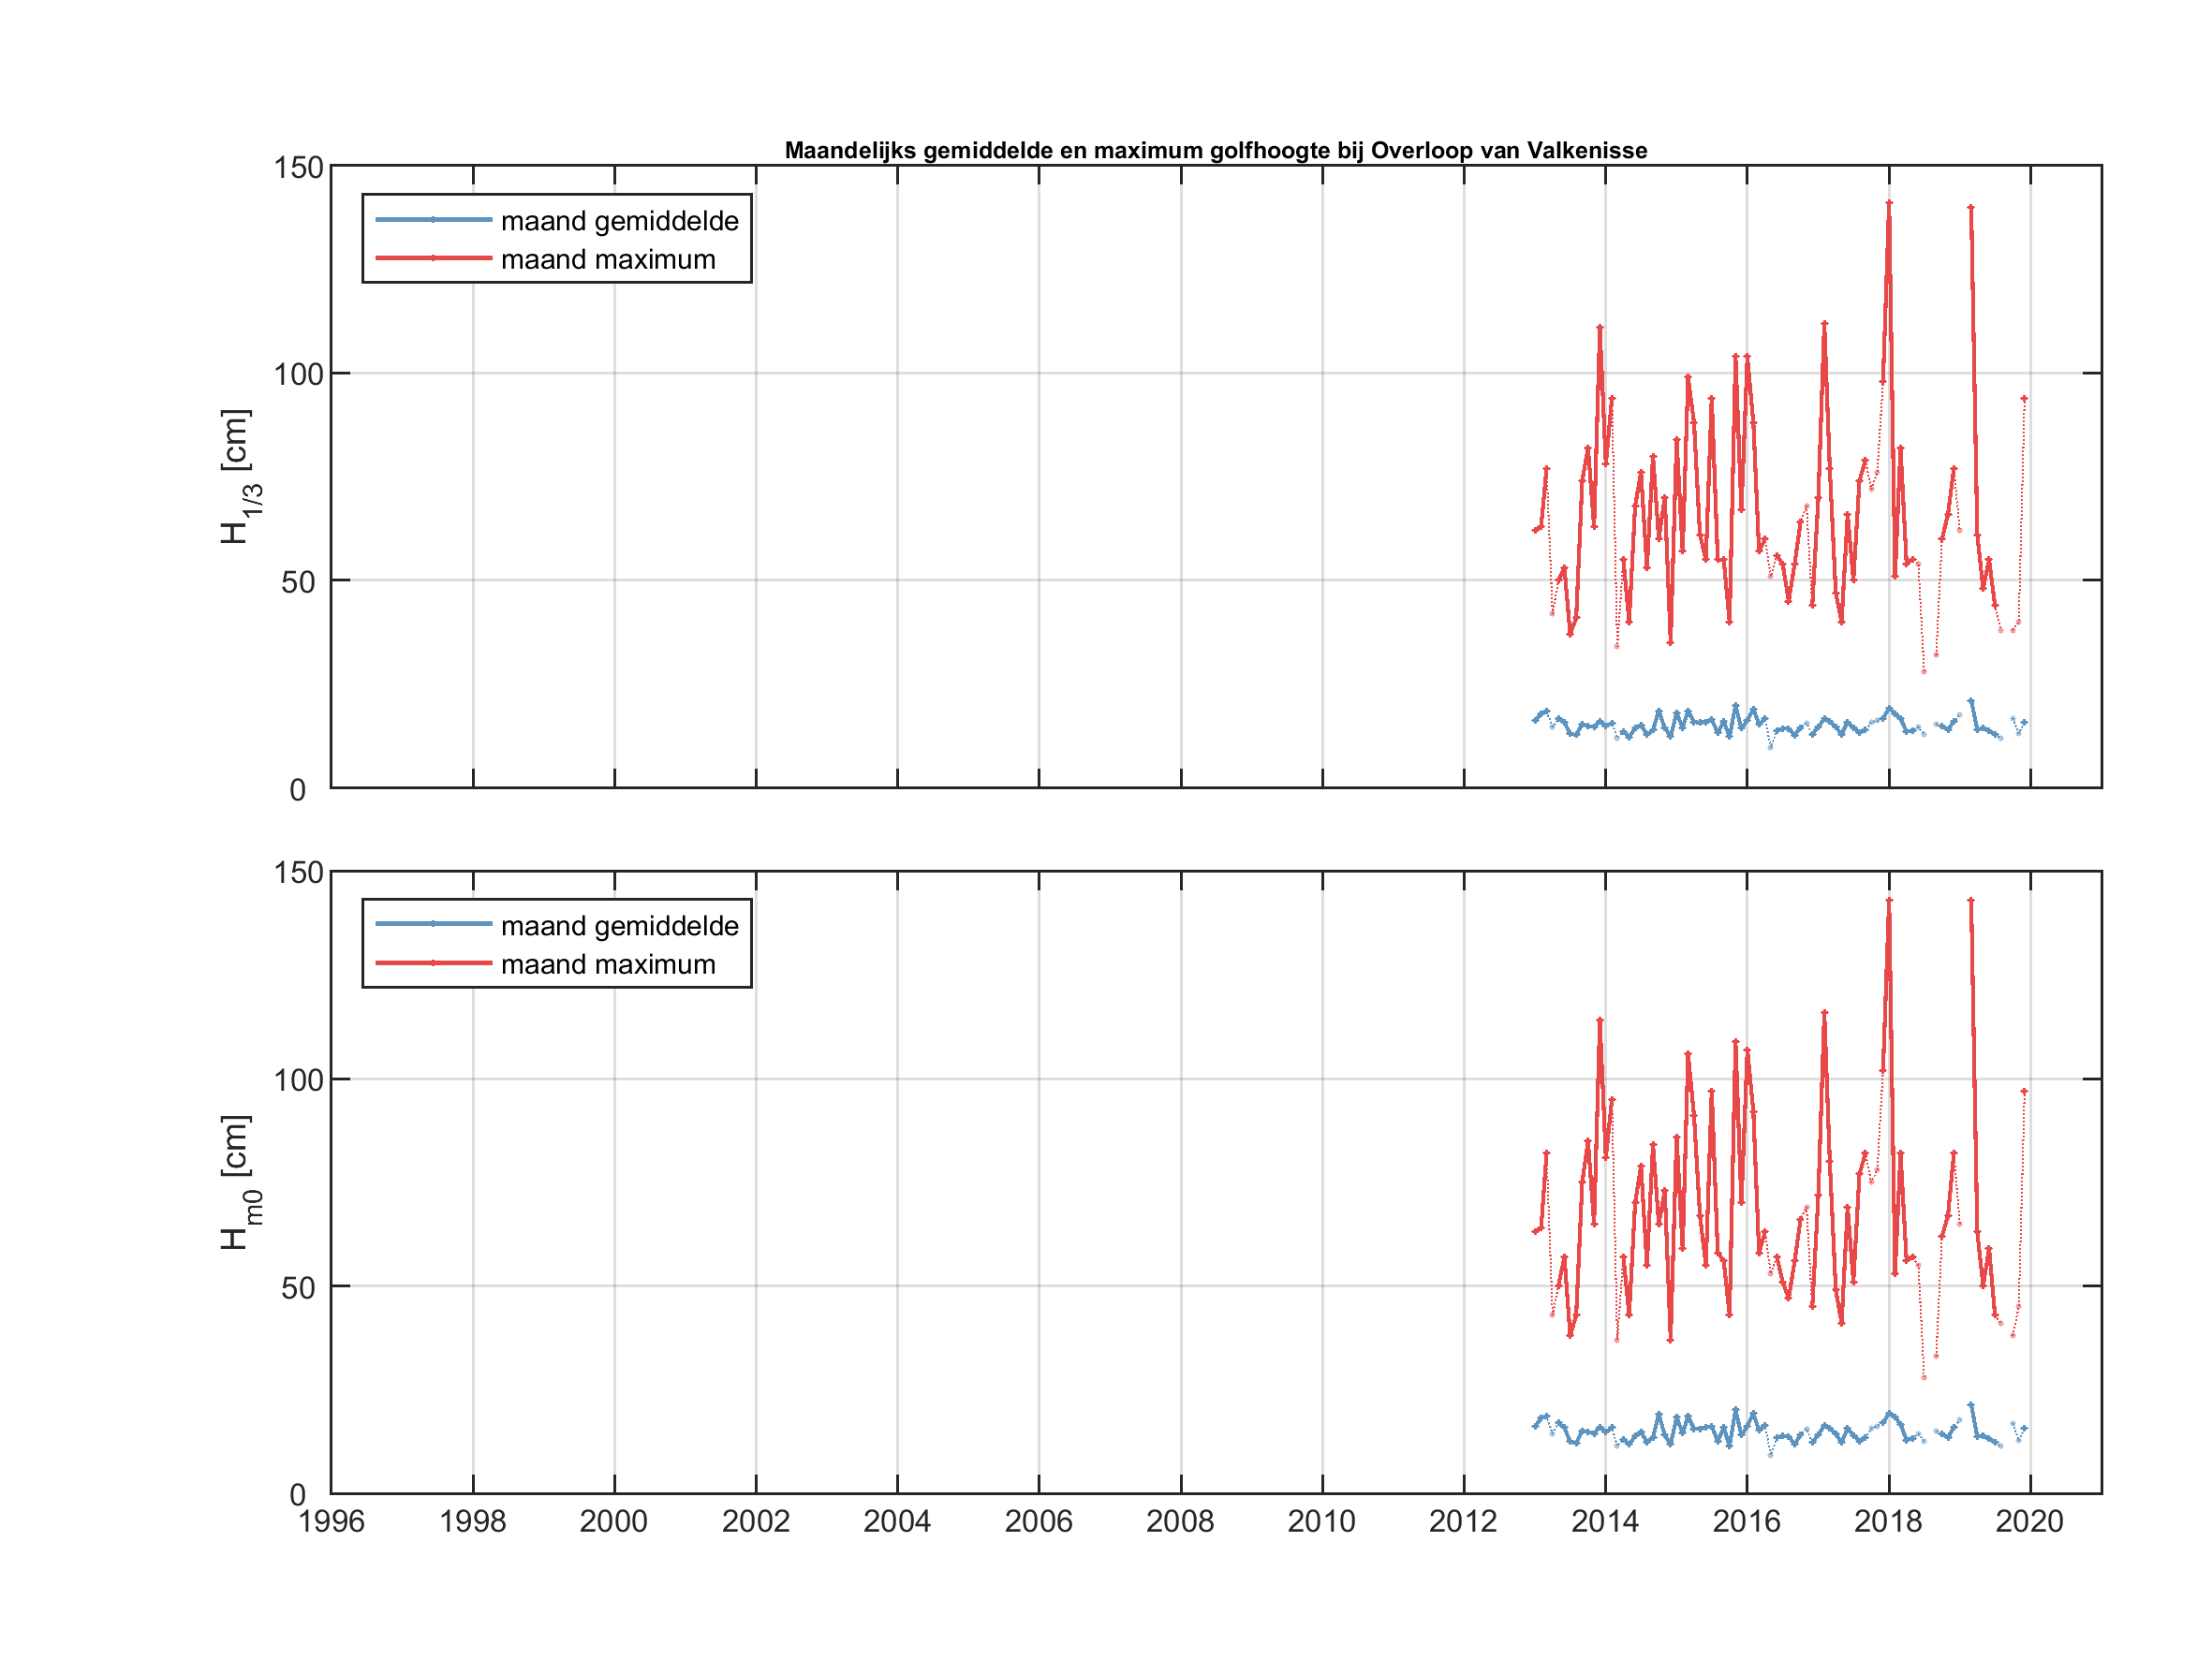 Maandelijks gemiddelde en maximum golfhoogte bij Overloop van Valkenisse
150
100
50
0
H1/3 [cm]
maand gemiddelde
maand maximum
150
100
50
0
Hm0 [cm]
maand gemiddelde
maand maximum
1996 1998 2000 2002 2004 2006 2008 2010 2012 2014 2016 2018 2020